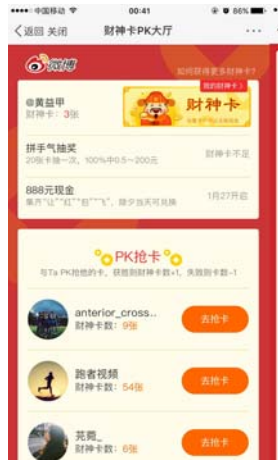 中国移动
00:41
86%
返回 关闭
财神卡PK大厅
微博
如何获得更多财神卡?
我的财神卡
@黄益甲
财神卡: 3张
财神卡
拼手气抽奖
20张卡抽一次, 100%中0.5~200元
财神卡不足
888元现金
集齐"让""红""包""飞", 除夕当天可兑换
1月27开启
PK抢卡
与Ta PK抢他的卡, 获胜则财神卡数+1, 失败则卡数-1
anterior_cross..
财神卡数: 9张
去抢卡
跑者视频
财神卡数: 54张
去抢卡
芫菀_
财神卡数: 6张
去抢卡